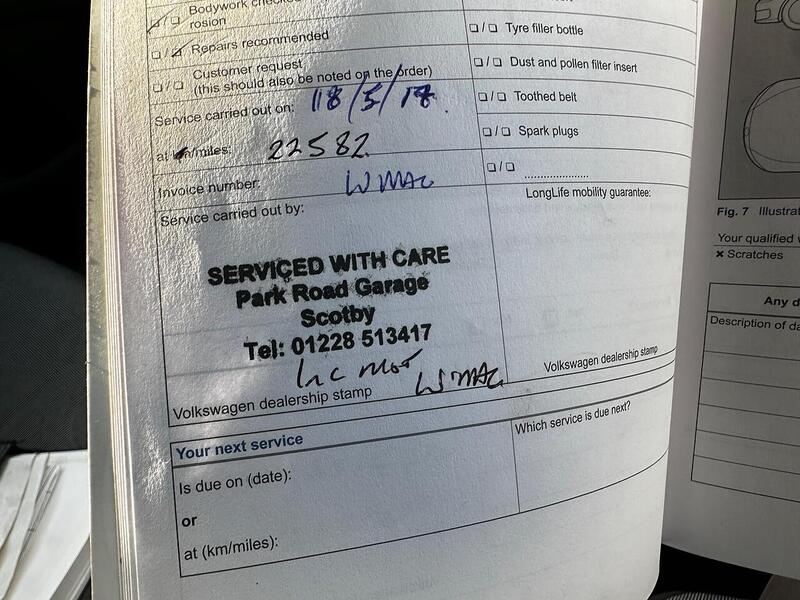 Bodywork checked
rosion
Repairs recommended
Customer request
(this should also be noted on the order)
Service carried out on: 18/5/18.
at km/miles: 22582
Invoice number: W MAG
Service carried out by:
SERVICED WITH CARE
Park Road Garage
Scotby
Tel: 01228 513417
Inc MOT
W MAG
Volkswagen dealership stamp
Tyre filler bottle
Dust and pollen filter insert
Toothed belt
Spark plugs
LongLife mobility guarantee:
Volkswagen dealership stamp
Your next service
Is due on (date):
or
at (km/miles):
Which service is due next?
Fig. 7 Illustrat
Your qualified
× Scratches
Any d
Description of da